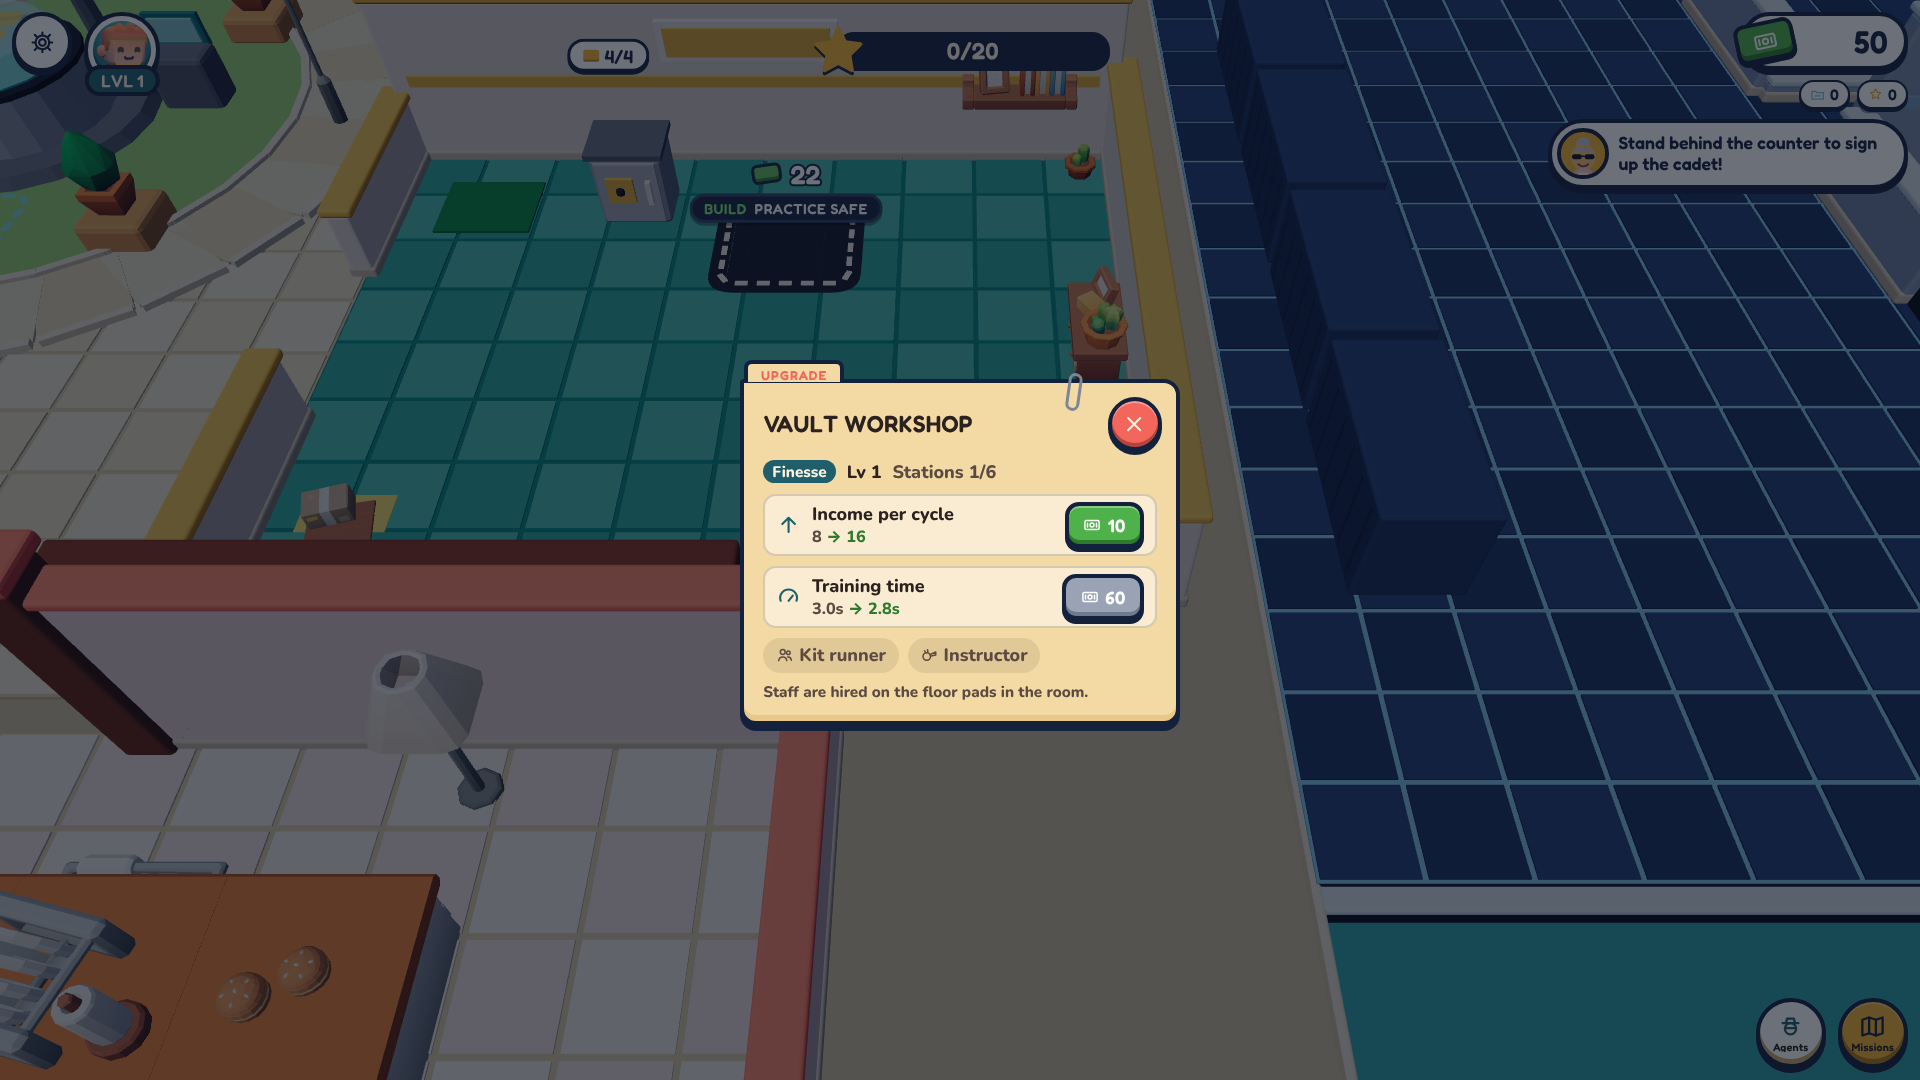 LVL 1
4/4
0/20
50
0
0
Stand behind the counter to sign
up the cadet!
22
BUILD PRACTICE SAFE
UPGRADE
VAULT WORKSHOP
Finesse Lv 1 Stations 1/6
Income per cycle
8 → 16
10
Training time
3.0s → 2.8s
60
Kit runner
Instructor
Staff are hired on the floor pads in the room.
Agents
Missions